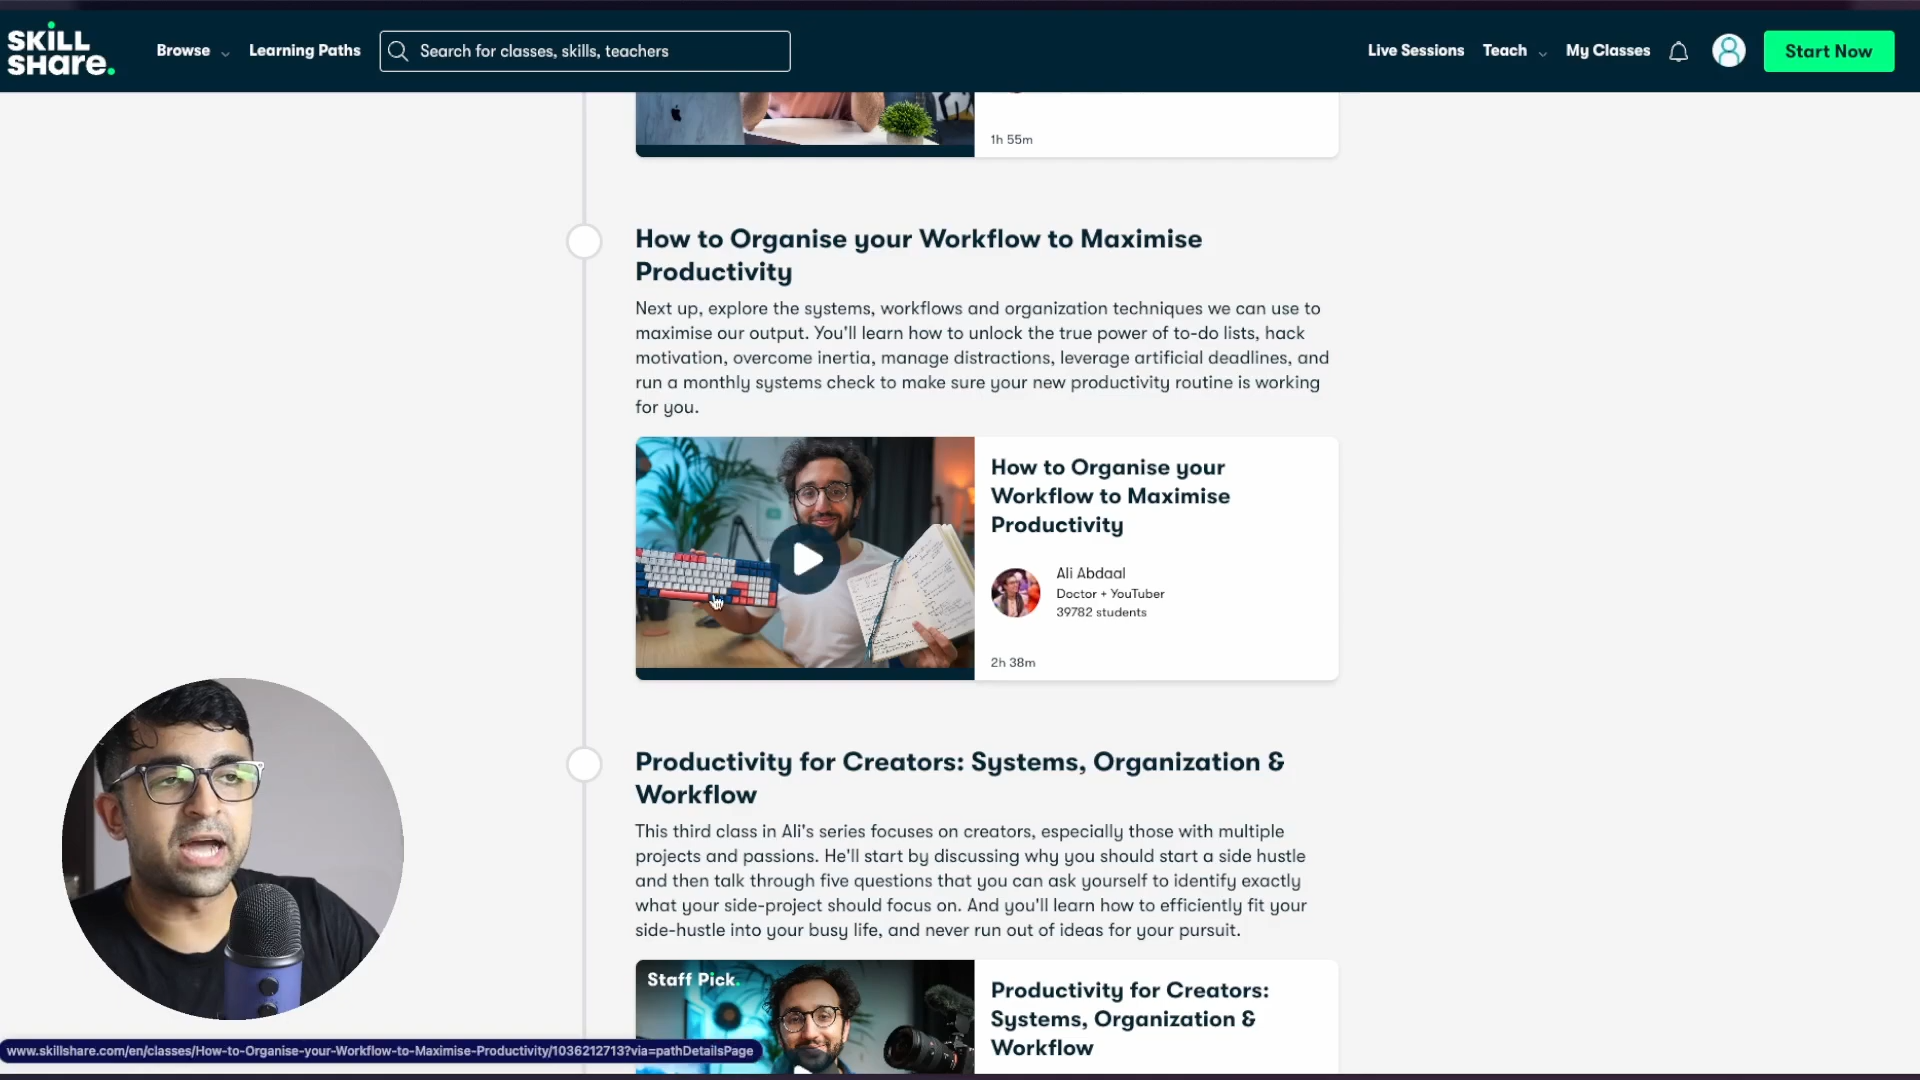 SKILL
SHare.
Browse
Learning Paths
Search for classes, skills, teachers
Live Sessions
Teach
My Classes
Start Now
1h 55m
How to Organise your Workflow to Maximise
Productivity
Next up, explore the systems, workflows and organization techniques we can use to
maximise our output. You'll learn how to unlock the true power of to-do lists, hack
motivation, overcome inertia, manage distractions, leverage artificial deadlines, and
run a monthly systems check to make sure your new productivity routine is working
for you.
How to Organise your
Workflow to Maximise
Productivity
Ali Abdaal
Doctor + YouTuber
39782 students
2h 38m
Productivity for Creators: Systems, Organization &
Workflow
This third class in Ali's series focuses on creators, especially those with multiple
projects and passions. He'll start by discussing why you should start a side hustle
and then talk through five questions that you can ask yourself to identify exactly
what your side-project should focus on. And you'll learn how to efficiently fit your
side-hustle into your busy life, and never run out of ideas for your pursuit.
Staff Pick.
Productivity for Creators:
Systems, Organization &
Workflow
www.skillshare.com/en/classes/How-to-Organise-your-Workflow-to-Maximise-Productivity/1036212713?via=pathDetailsPage